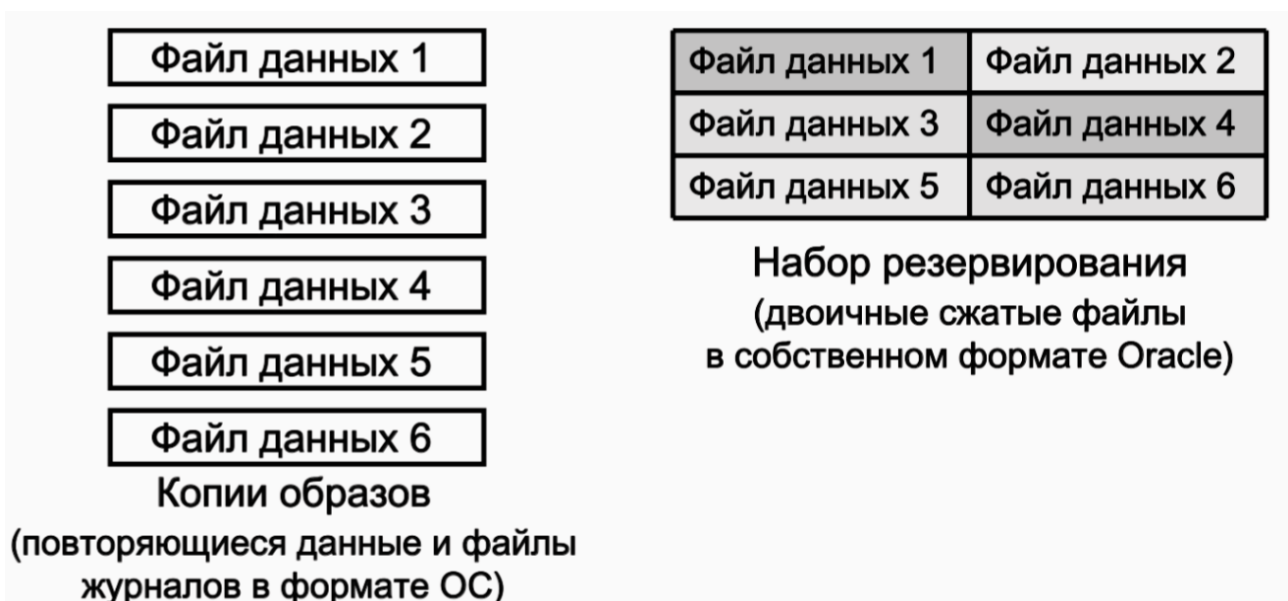 Файл данных 1
Файл данных 2
Файл данных 3
Файл данных 4
Файл данных 5
Файл данных 6
Копии образов
(повторяющиеся данные и файлы
журналов в формате ОС)
Файл данных 1 Файл данных 2
Файл данных 3 Файл данных 4
Файл данных 5 Файл данных 6
Набор резервирования
(двоичные сжатые файлы
в собственном формате Oracle)